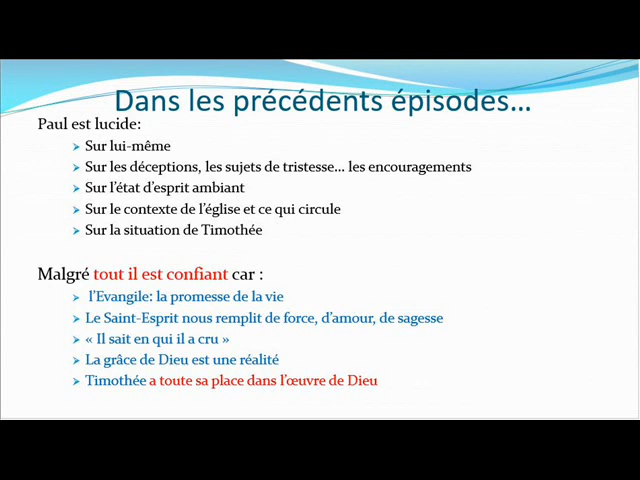 Dans les précédents épisodes...
Paul est lucide:
Sur lui-même
Sur les déceptions, les sujets de tristesse... les encouragements
Sur l'état d'esprit ambiant
Sur le contexte de l'église et ce qui circule
Sur la situation de Timothée
Malgré tout il est confiant car :
l'Evangile: la promesse de la vie
Le Saint-Esprit nous remplit de force, d'amour, de sagesse
« Il sait en qui il a cru »
La grâce de Dieu est une réalité
Timothée a toute sa place dans l'œuvre de Dieu